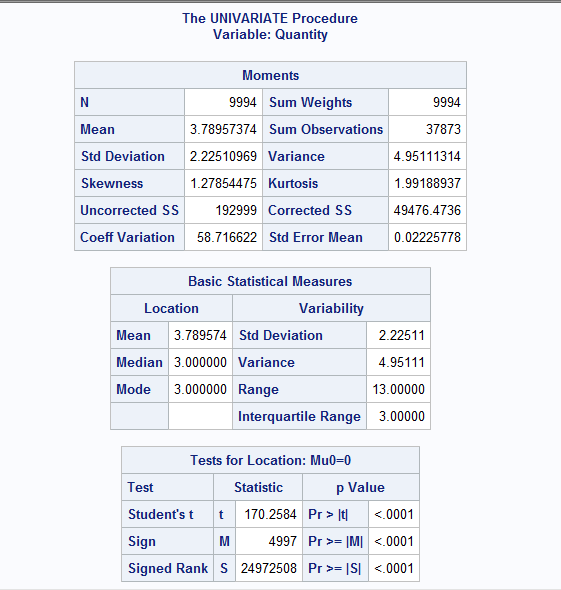 The UNIVARIATE Procedure
Variable: Quantity
Moments
N 9994 Sum Weights 9994
Mean 3.78957374 Sum Observations 37873
Std Deviation 2.22510969 Variance 4.95111314
Skewness 1.27854475 Kurtosis 1.99188937
Uncorrected SS 192999 Corrected SS 49476.4736
Coeff Variation 58.716622 Std Error Mean 0.02225778
Basic Statistical Measures
Location Variability
Mean 3.789574 Std Deviation 2.22511
Median 3.000000 Variance 4.95111
Mode 3.000000 Range 13.00000
Interquartile Range 3.00000
Tests for Location: Mu0=0
Test Statistic p Value
Student's t t 170.2584 Pr > |t| <.0001
Sign M 4997 Pr >= |M| <.0001
Signed Rank S 24972508 Pr >= |S| <.0001